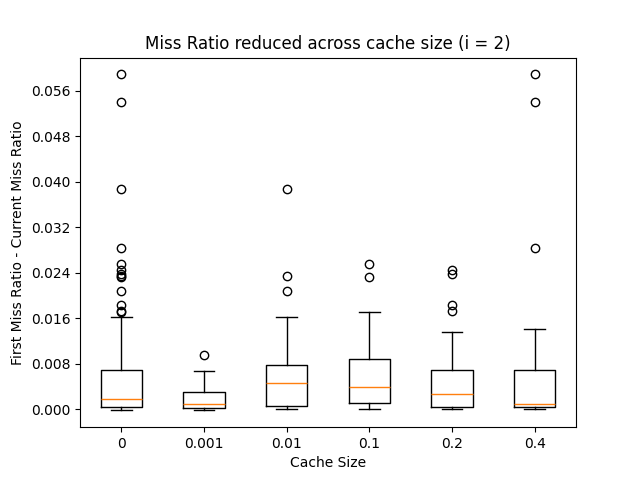 Miss Ratio reduced across cache size (i = 2)
First Miss Ratio - Current Miss Ratio
0.056
0.048
0.040
0.032
0.024
0.016
0.008
0.000
0 0.001 0.01 0.1 0.2 0.4
Cache Size